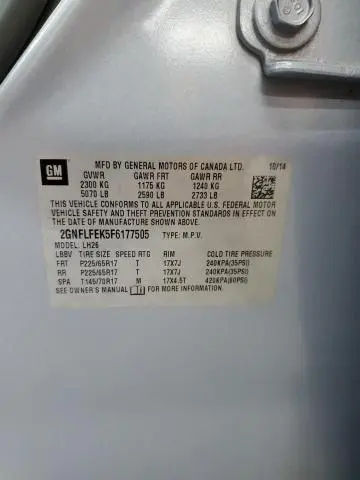 GM
MFD BY GENERAL MOTORS OF CANADA LTD. 10/14
GVWR GAWR FRT GAWR RR
2300 KG 1175 KG 1240 KG
5070 LB 2590 LB 2733 LB
THIS VEHICLE CONFORMS TO ALL APPLICABLE U.S. FEDERAL MOTOR
VEHICLE SAFETY AND THEFT PREVENTION STANDARDS IN EFFECT ON
THE DATE OF MANUFACTURE SHOWN ABOVE.
2GNFLFEK5F6177505 TYPE: M.P.V.
MODEL: LH26
LBBV TIRE SIZE SPEED RTG RIM COLD TIRE PRESSURE
FRT P225/65R17 T 17X7J 240KPA(35PSI)
RR P225/65R17 T 17X7J 240KPA(35PSI)
SPA T145/70R17 M 17X4.5T 420KPA(60PSI)
SEE OWNER'S MANUAL FOR MORE INFORMATION.